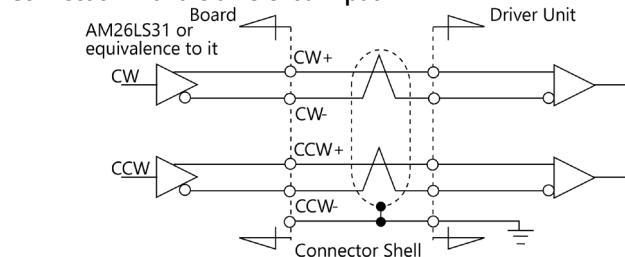 Board
Driver Unit
AM26LS31 or
equivalence to it
CW
CW+
CW-
CCW
CCW+
CCW-
Connector Shell